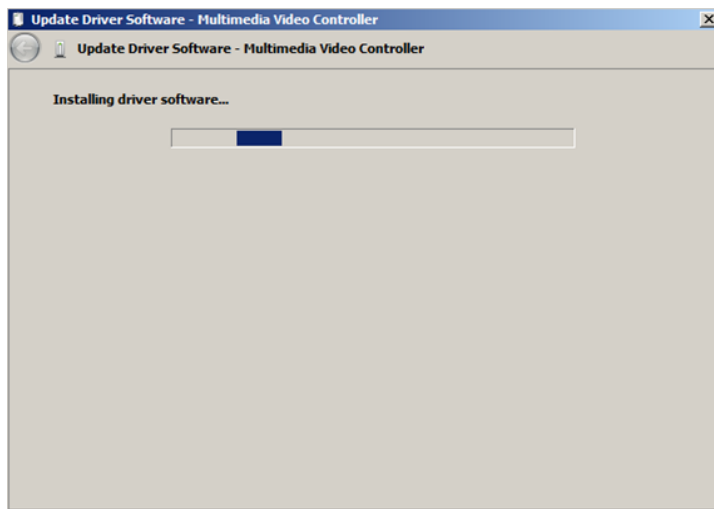 Update Driver Software - Multimedia Video Controller
Update Driver Software - Multimedia Video Controller
Installing driver software...